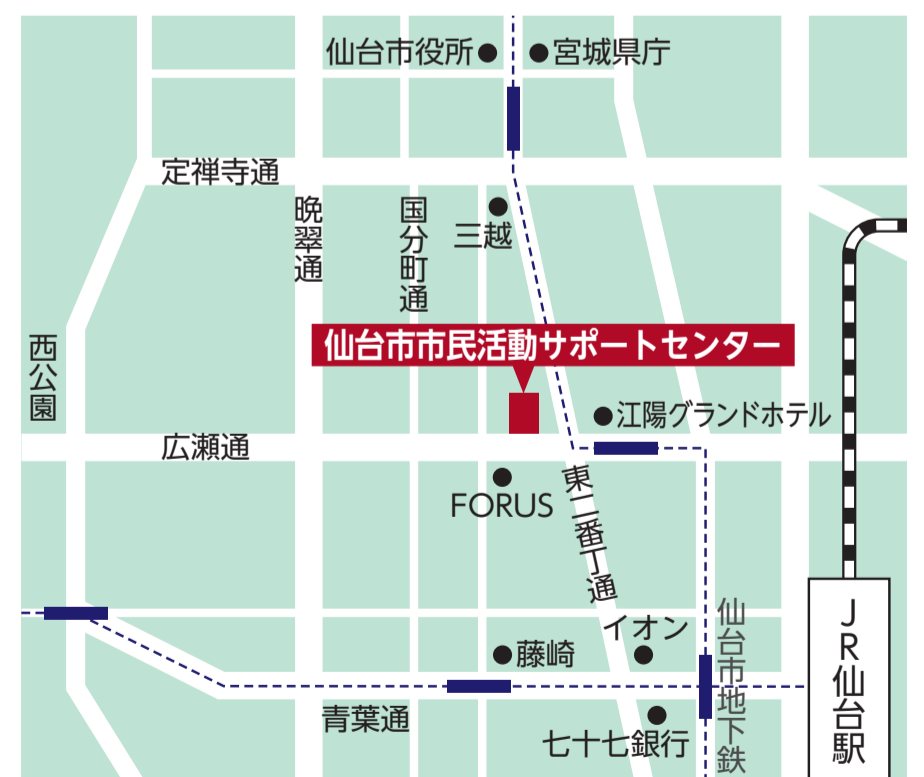 仙台市役所
宮城県庁
定禅寺通
晩翠通
国分町通
三越
仙台市市民活動サポートセンター
西公園
江陽グランドホテル
広瀬通
FORUS
東二番丁通
仙台市地下鉄
JR仙台駅
イオン
藤崎
青葉通
七十七銀行